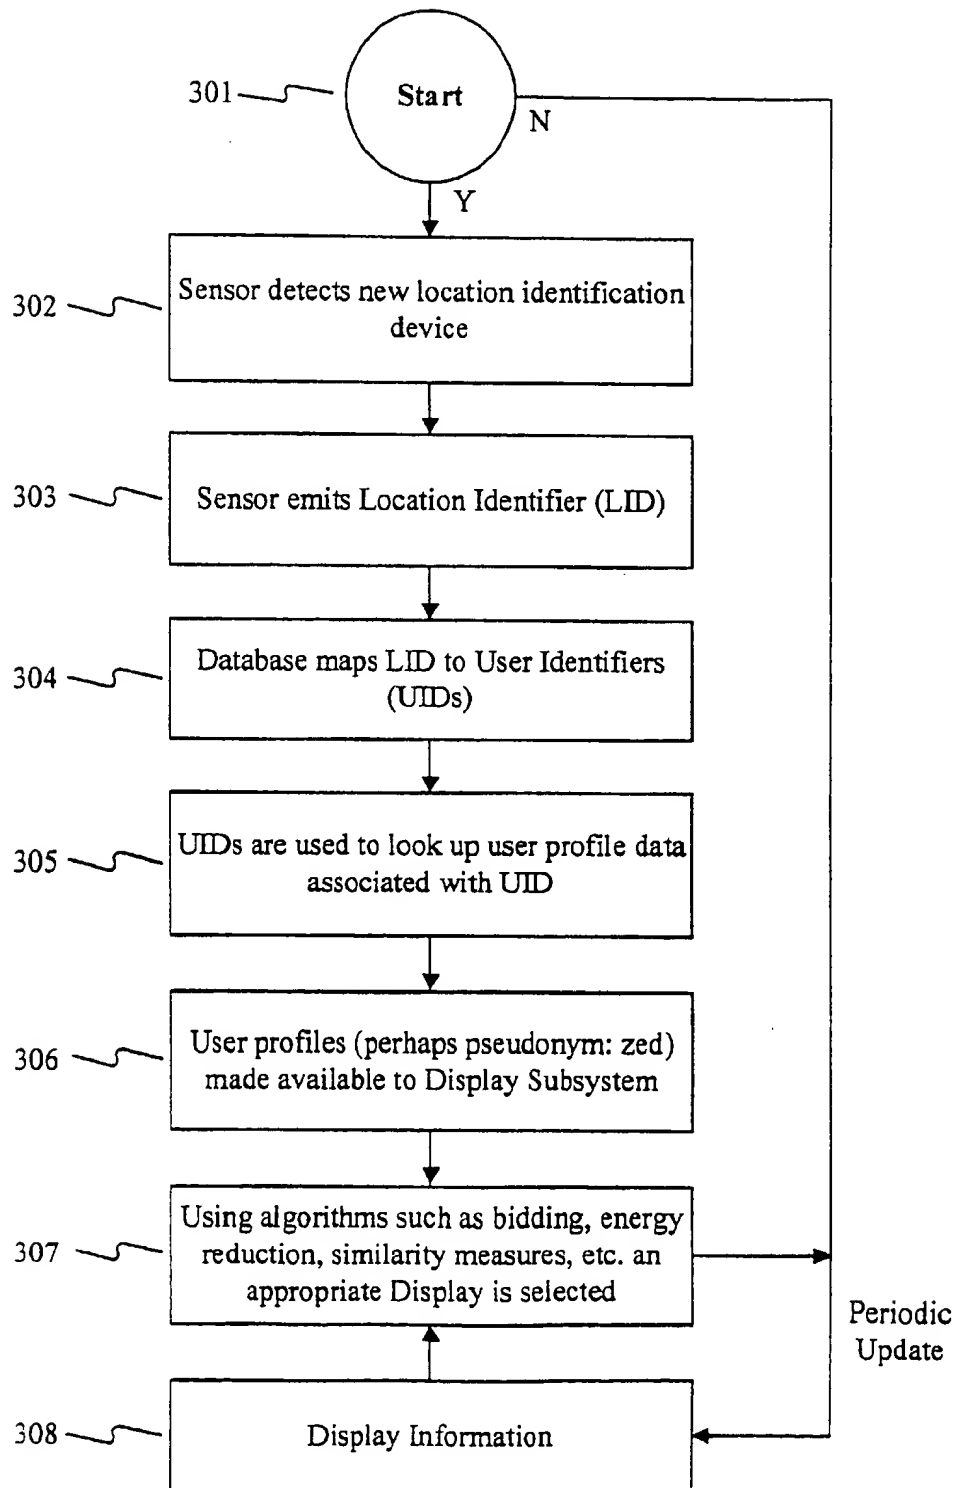 301
Start
N
Y
302
Sensor detects new location identification
device
303
Sensor emits Location Identifier (LID)
304
Database maps LID to User Identifiers
(UIDs)
305
UIDs are used to look up user profile data
associated with UID
306
User profiles (perhaps pseudonym: zed)
made available to Display Subsystem
307
Using algorithms such as bidding, energy
reduction, similarity measures, etc. an
appropriate Display is selected
Periodic
Update
308
Display Information